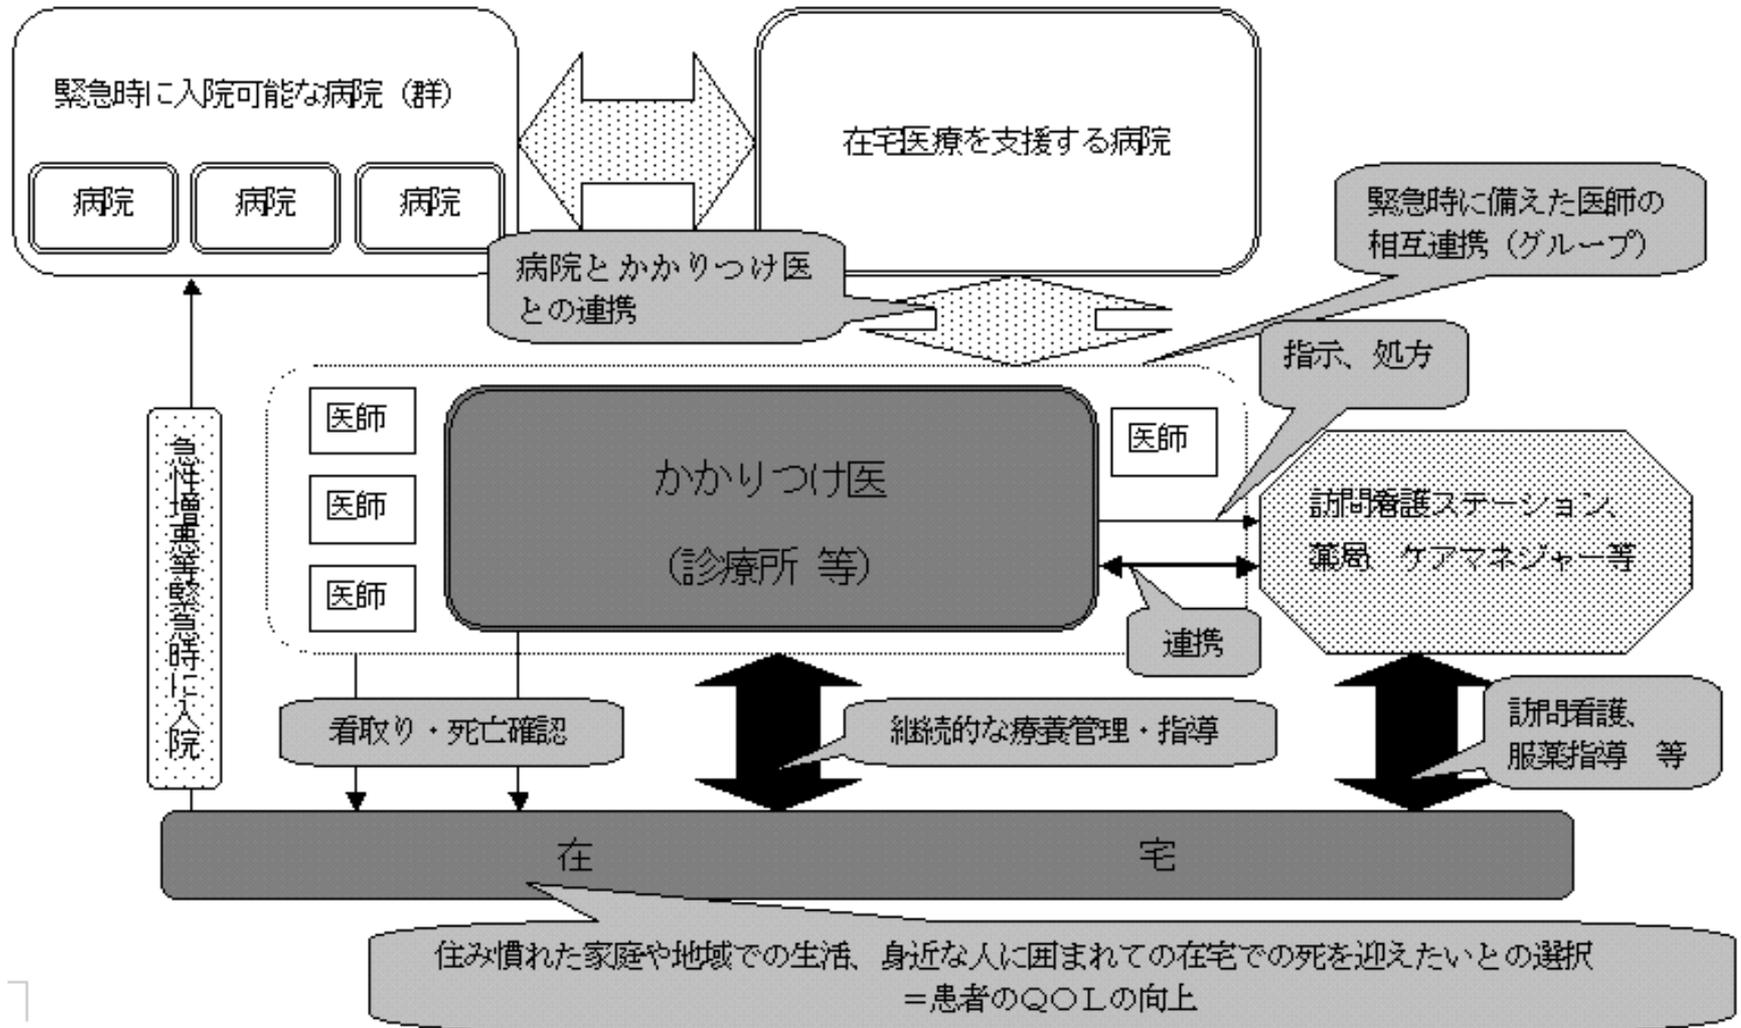 緊急時に入院可能な病院（群）
病院
病院
病院
在宅医療を支援する病院
病院とかかりつけ医
との連携
緊急時に備えた医師の
相互連携（グループ）
指示、処方
医師
医師
医師
かかりつけ医
（診療所 等）
医師
訪問看護ステーション、
薬局、ケアマネジャー等
連携
急性増悪等緊急時に入院
看取り・死亡確認
継続的な療養管理・指導
訪問看護、
服薬指導　等
在　宅
住み慣れた家庭や地域での生活、身近な人に囲まれての在宅での死を迎えたいとの選択
＝患者のＱＯＬの向上